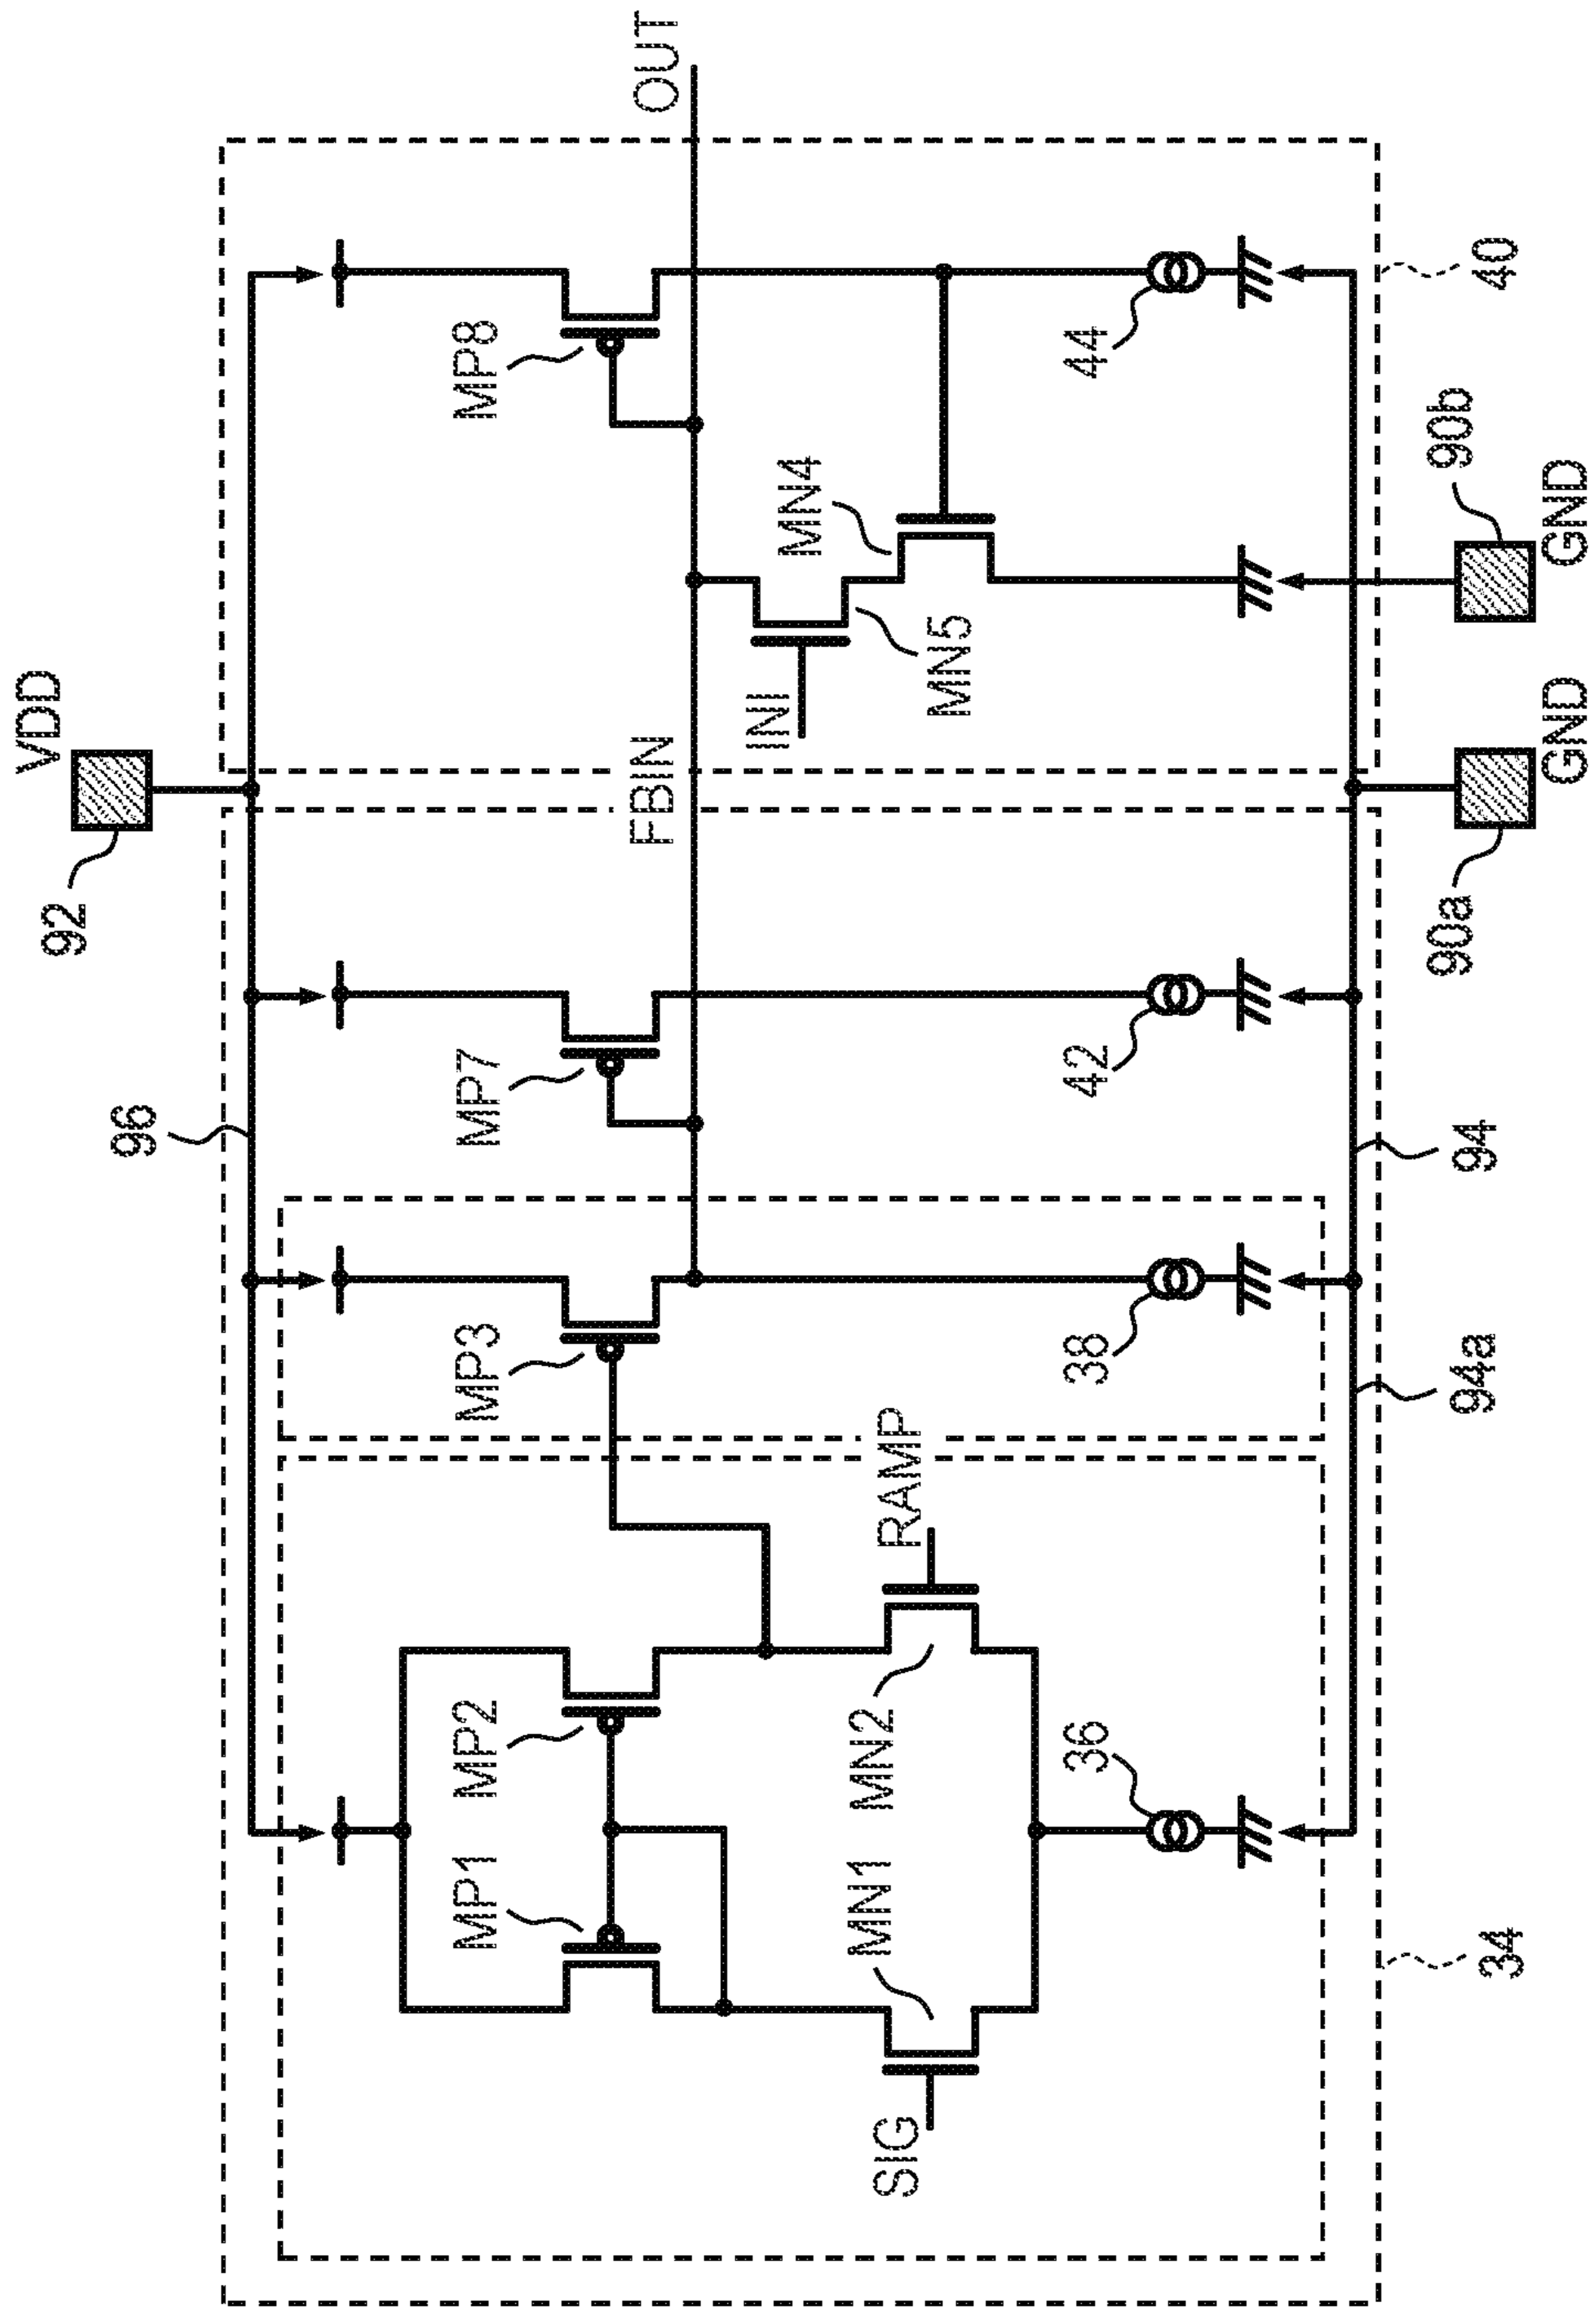 VDD
92
96
OUT
MP8
MP7
MP3
MP2
MP1
FBIN
INI
MN4
MN5
RAMP
MN2
MN1
SIG
44
42
38
36
40
90b
GND
90a
GND
94
94a
34